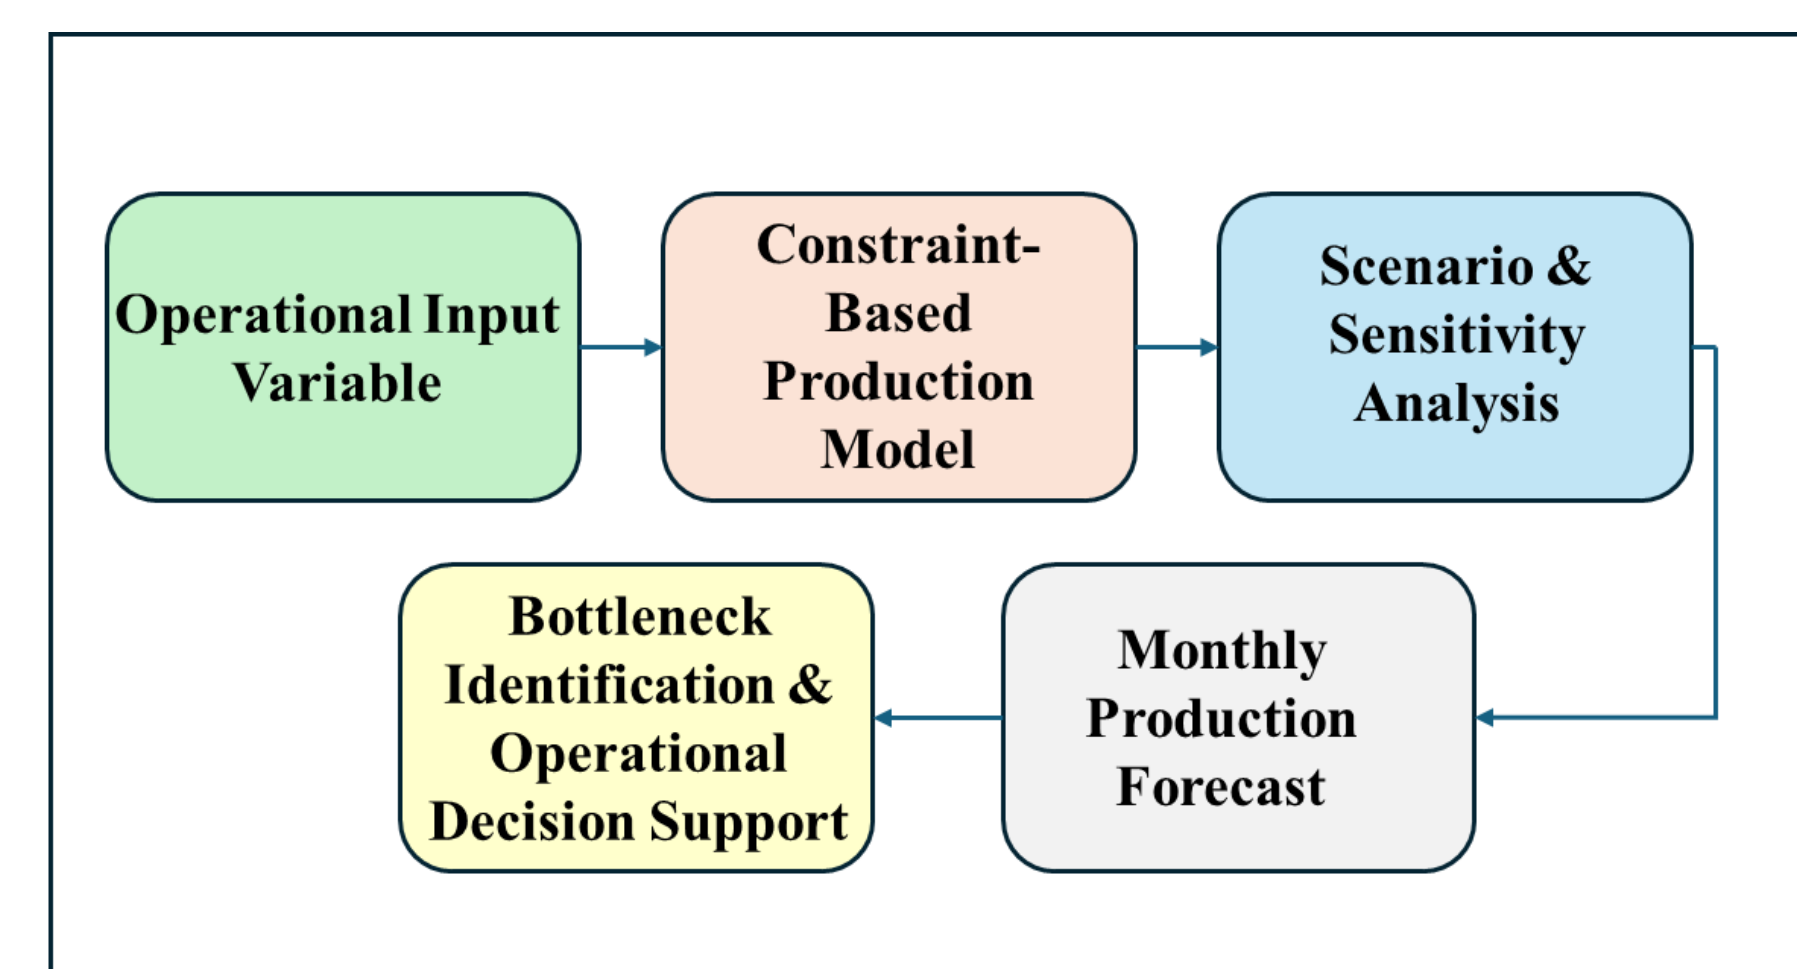 Operational Input
Variable
Constraint-
Based
Production
Model
Scenario &
Sensitivity
Analysis
Monthly
Production
Forecast
Bottleneck
Identification &
Operational
Decision Support